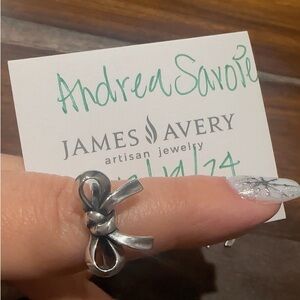 Andrea Savoie
JAMES AVERY
artisan jewelry